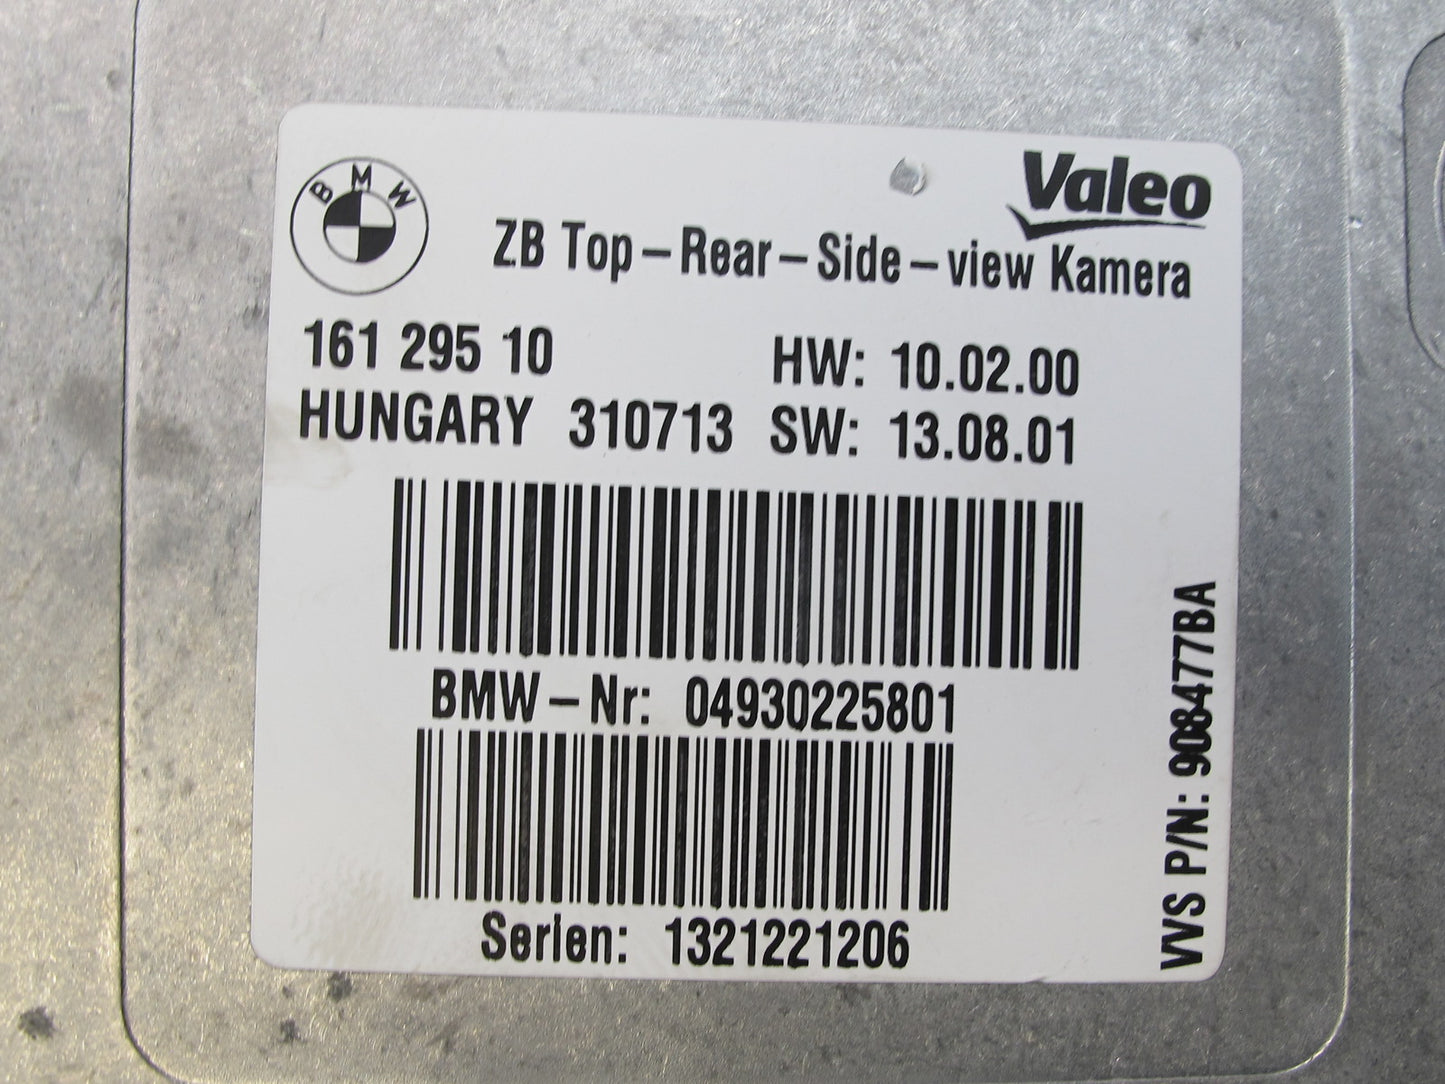 BMW
Valeo
ZB Top-Rear-Side-view Kamera
161 295 10
HW: 10.02.00
HUNGARY 310713
SW: 13.08.01
BMW-Nr: 04930225801
Serien: 1321221206
VVS P/N: 908477BA